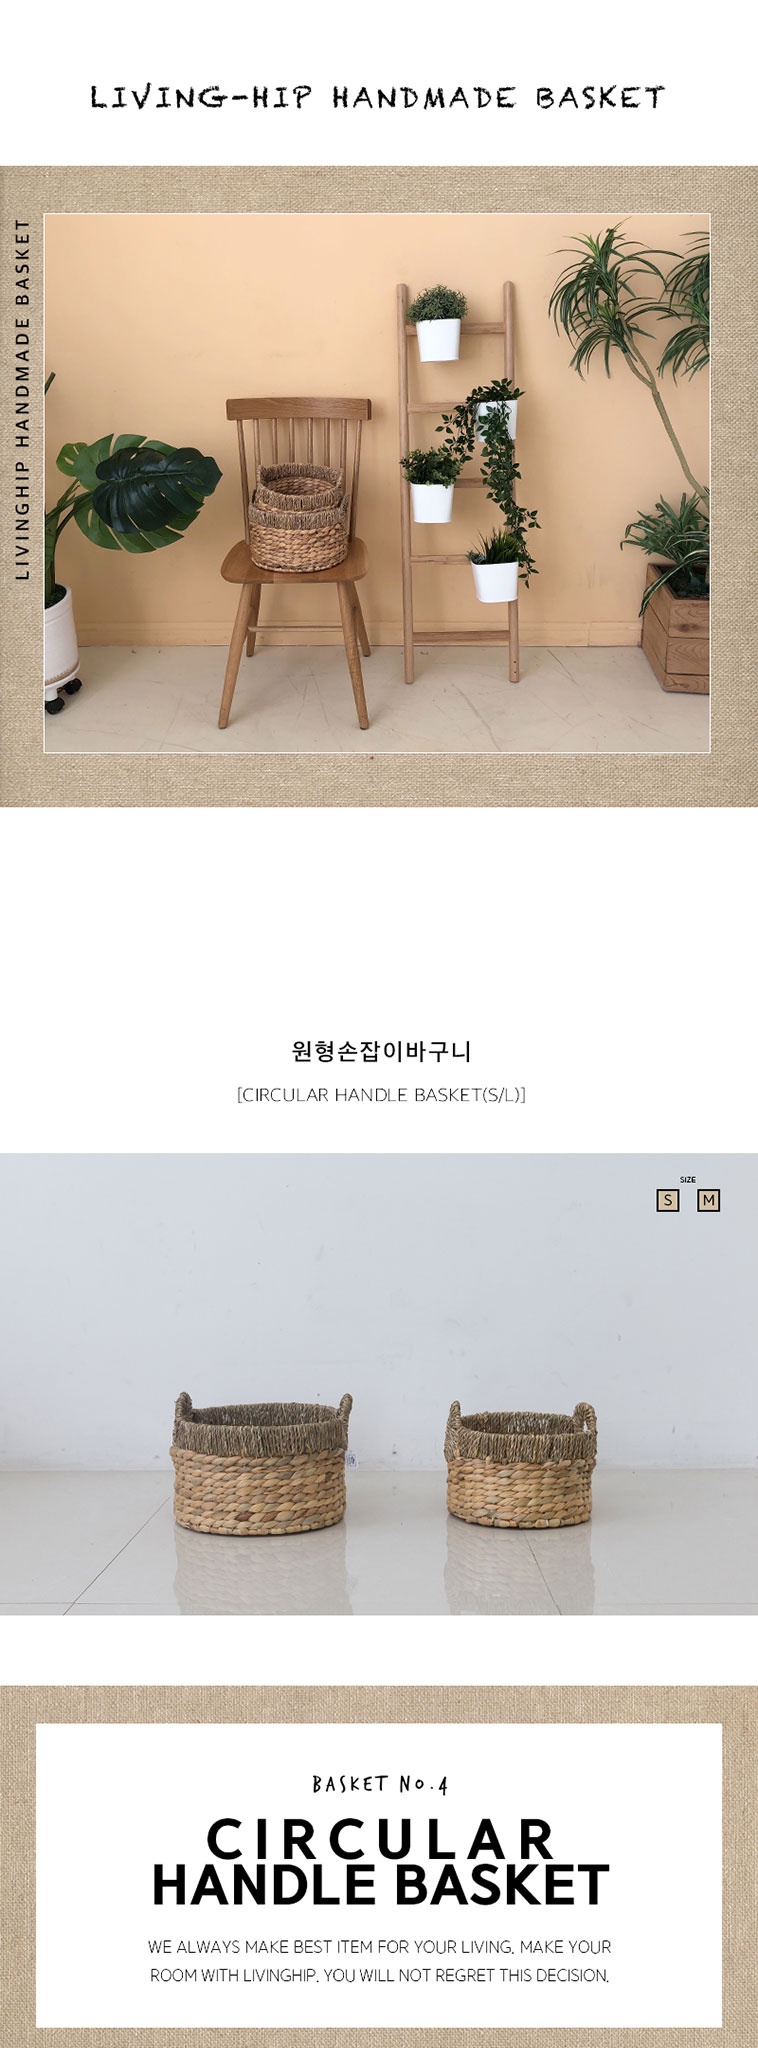 LIVING-HIP HANDMADE BASKET
LIVINGHIP HANDMADE BASKET
원형손잡이바구니
[CIRCULAR HANDLE BASKET(S/L)]
SIZE
S M
BASKET No.4
CIRCULAR
HANDLE BASKET
WE ALWAYS MAKE BEST ITEM FOR YOUR LIVING. MAKE YOUR
ROOM WITH LIVINGHIP. YOU WILL NOT REGRET THIS DECISION.